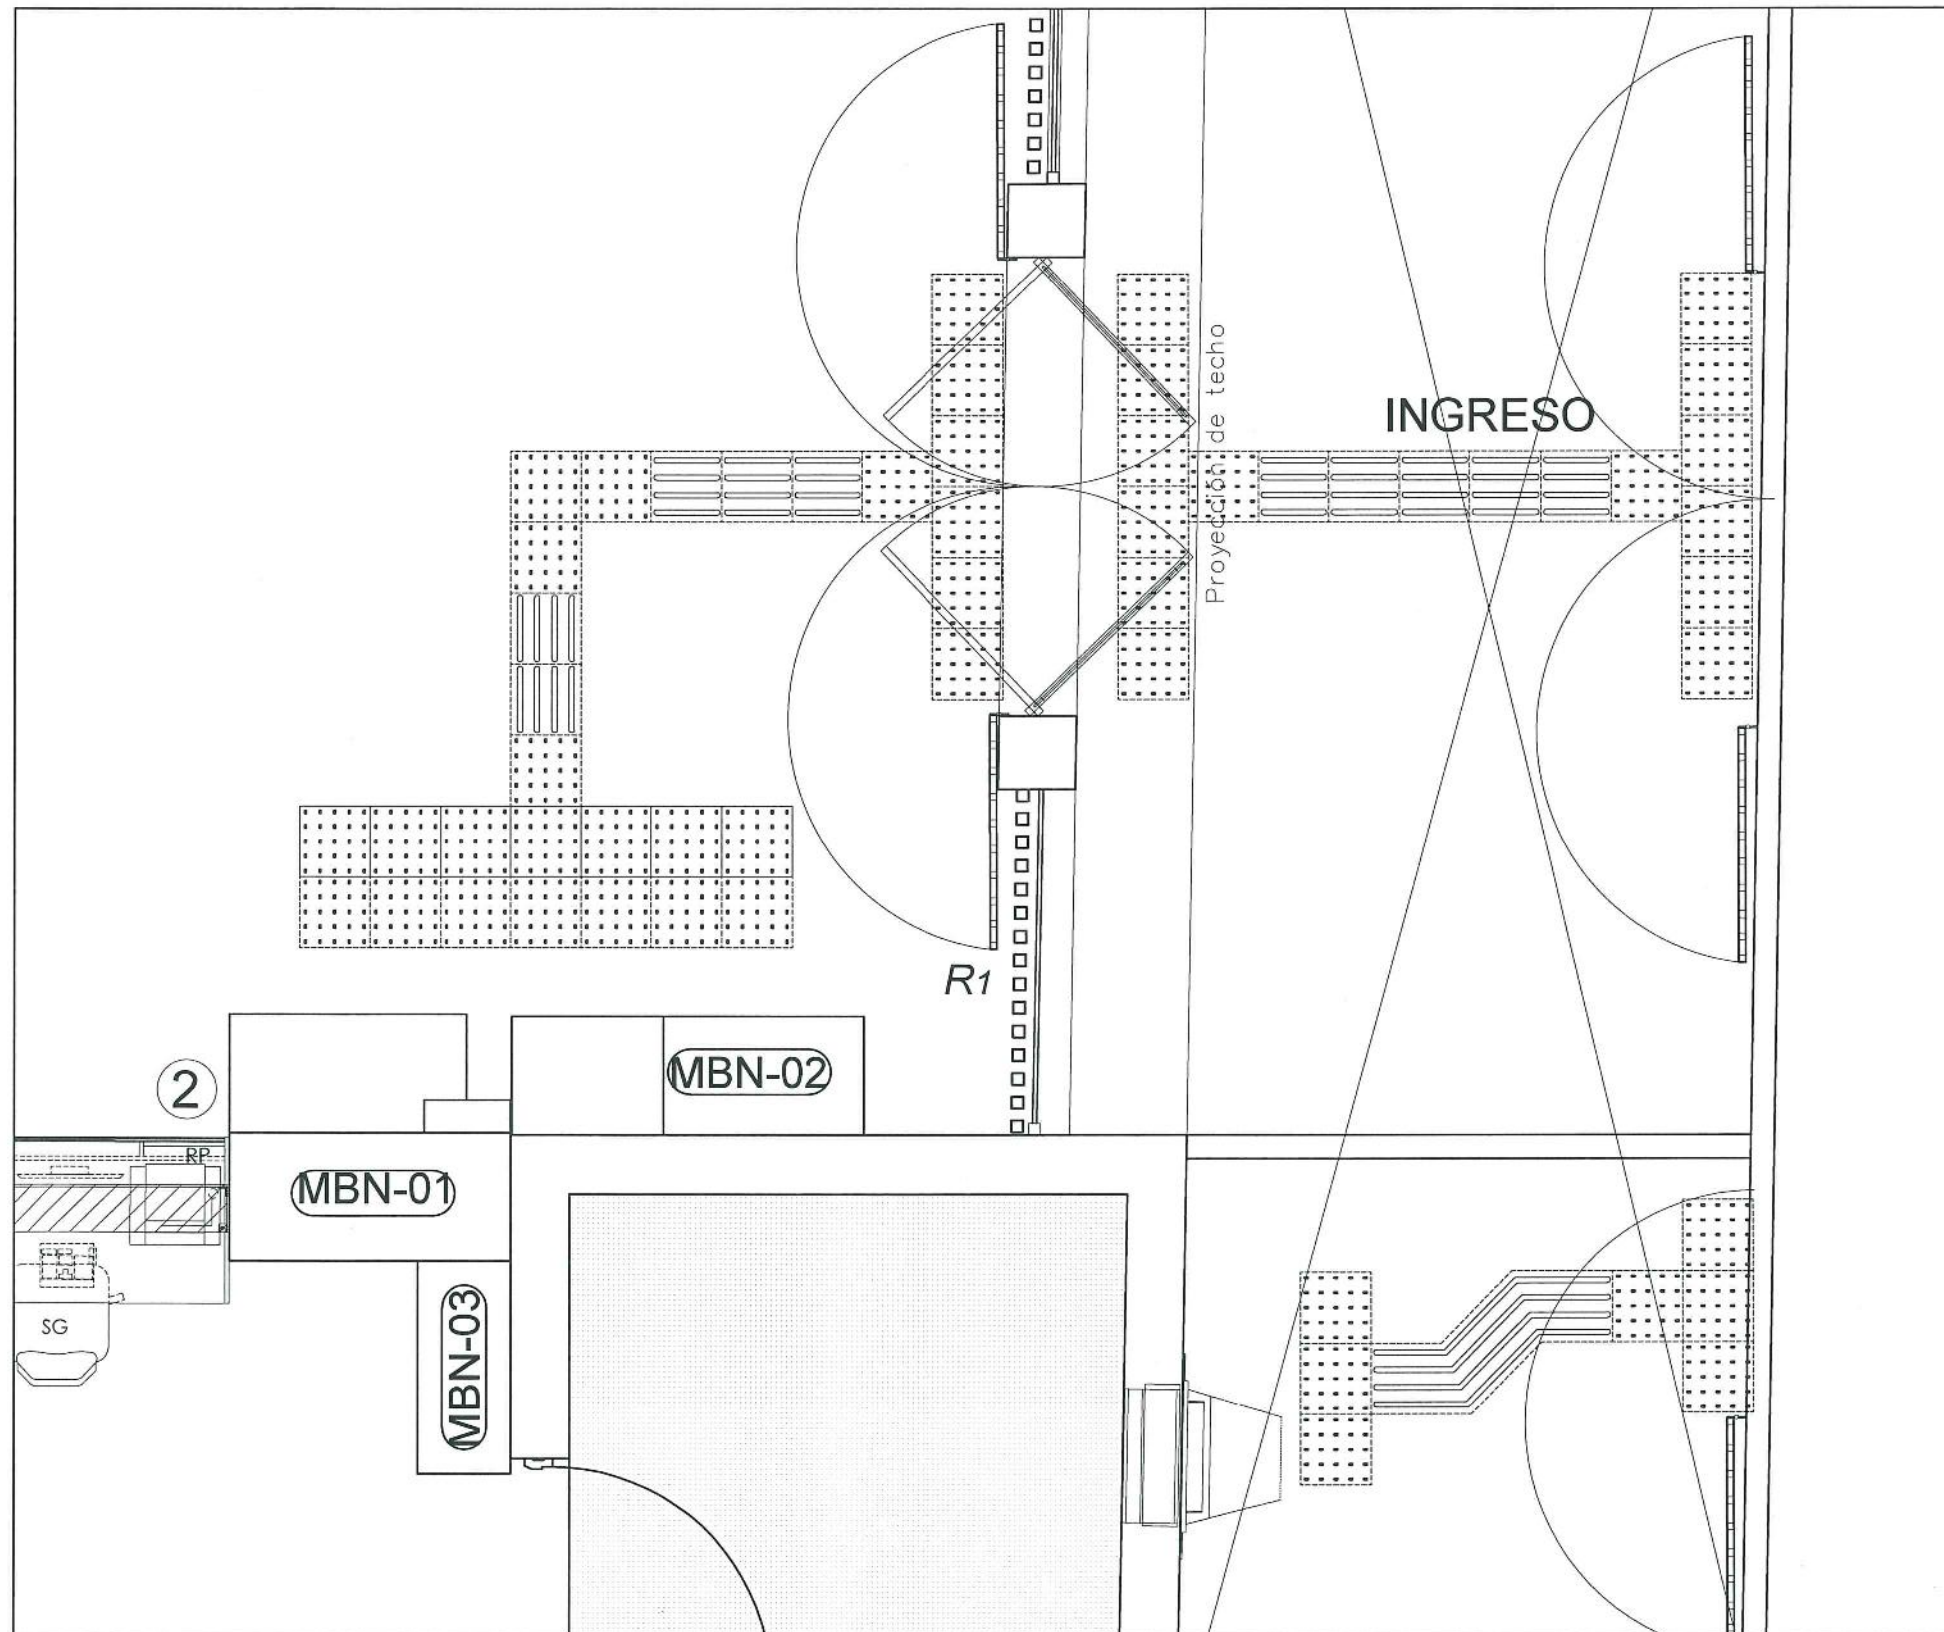 INGRESO
Proyección de techo
R1
2
MBN-02
RP
MBN-01
MBN-03
SG